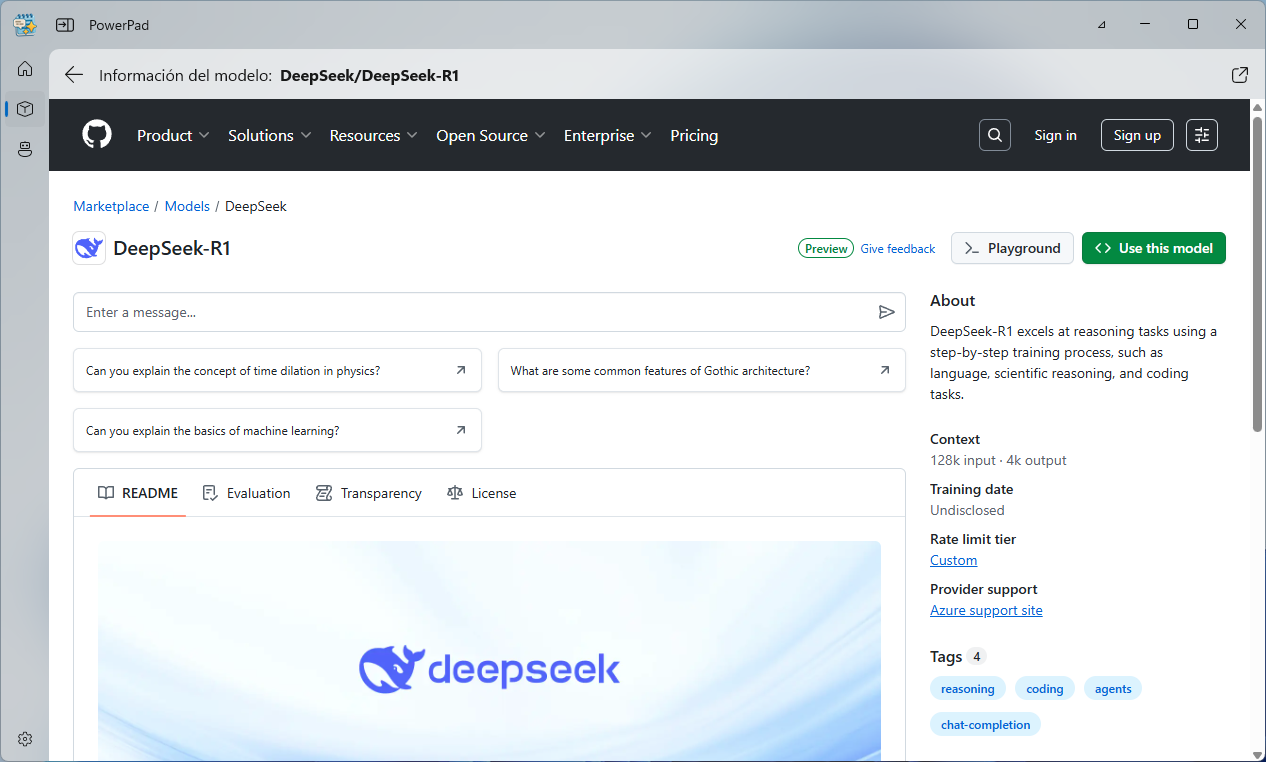 PowerPad
Información del modelo: DeepSeek/DeepSeek-R1
Product Solutions Resources Open Source Enterprise Pricing Sign in Sign up
Marketplace / Models / DeepSeek
DeepSeek-R1 Preview Give feedback Playground Use this model
Enter a message...
Can you explain the concept of time dilation in physics?
What are some common features of Gothic architecture?
Can you explain the basics of machine learning?
README Evaluation Transparency License
deepseek
About
DeepSeek-R1 excels at reasoning tasks using a
step-by-step training process, such as
language, scientific reasoning, and coding
tasks.
Context
128k input · 4k output
Training date
Undisclosed
Rate limit tier
Custom
Provider support
Azure support site
Tags 4
reasoning coding agents
chat-completion